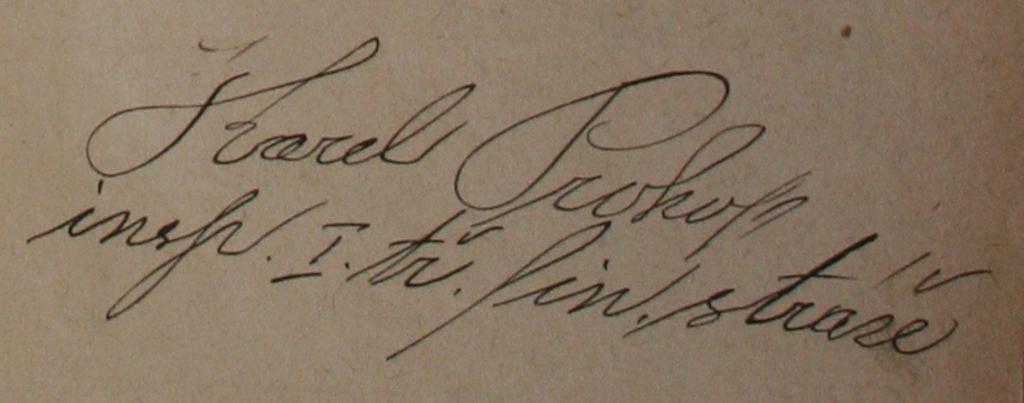 Karel Prokop
insp. I. tř. fin. stráže